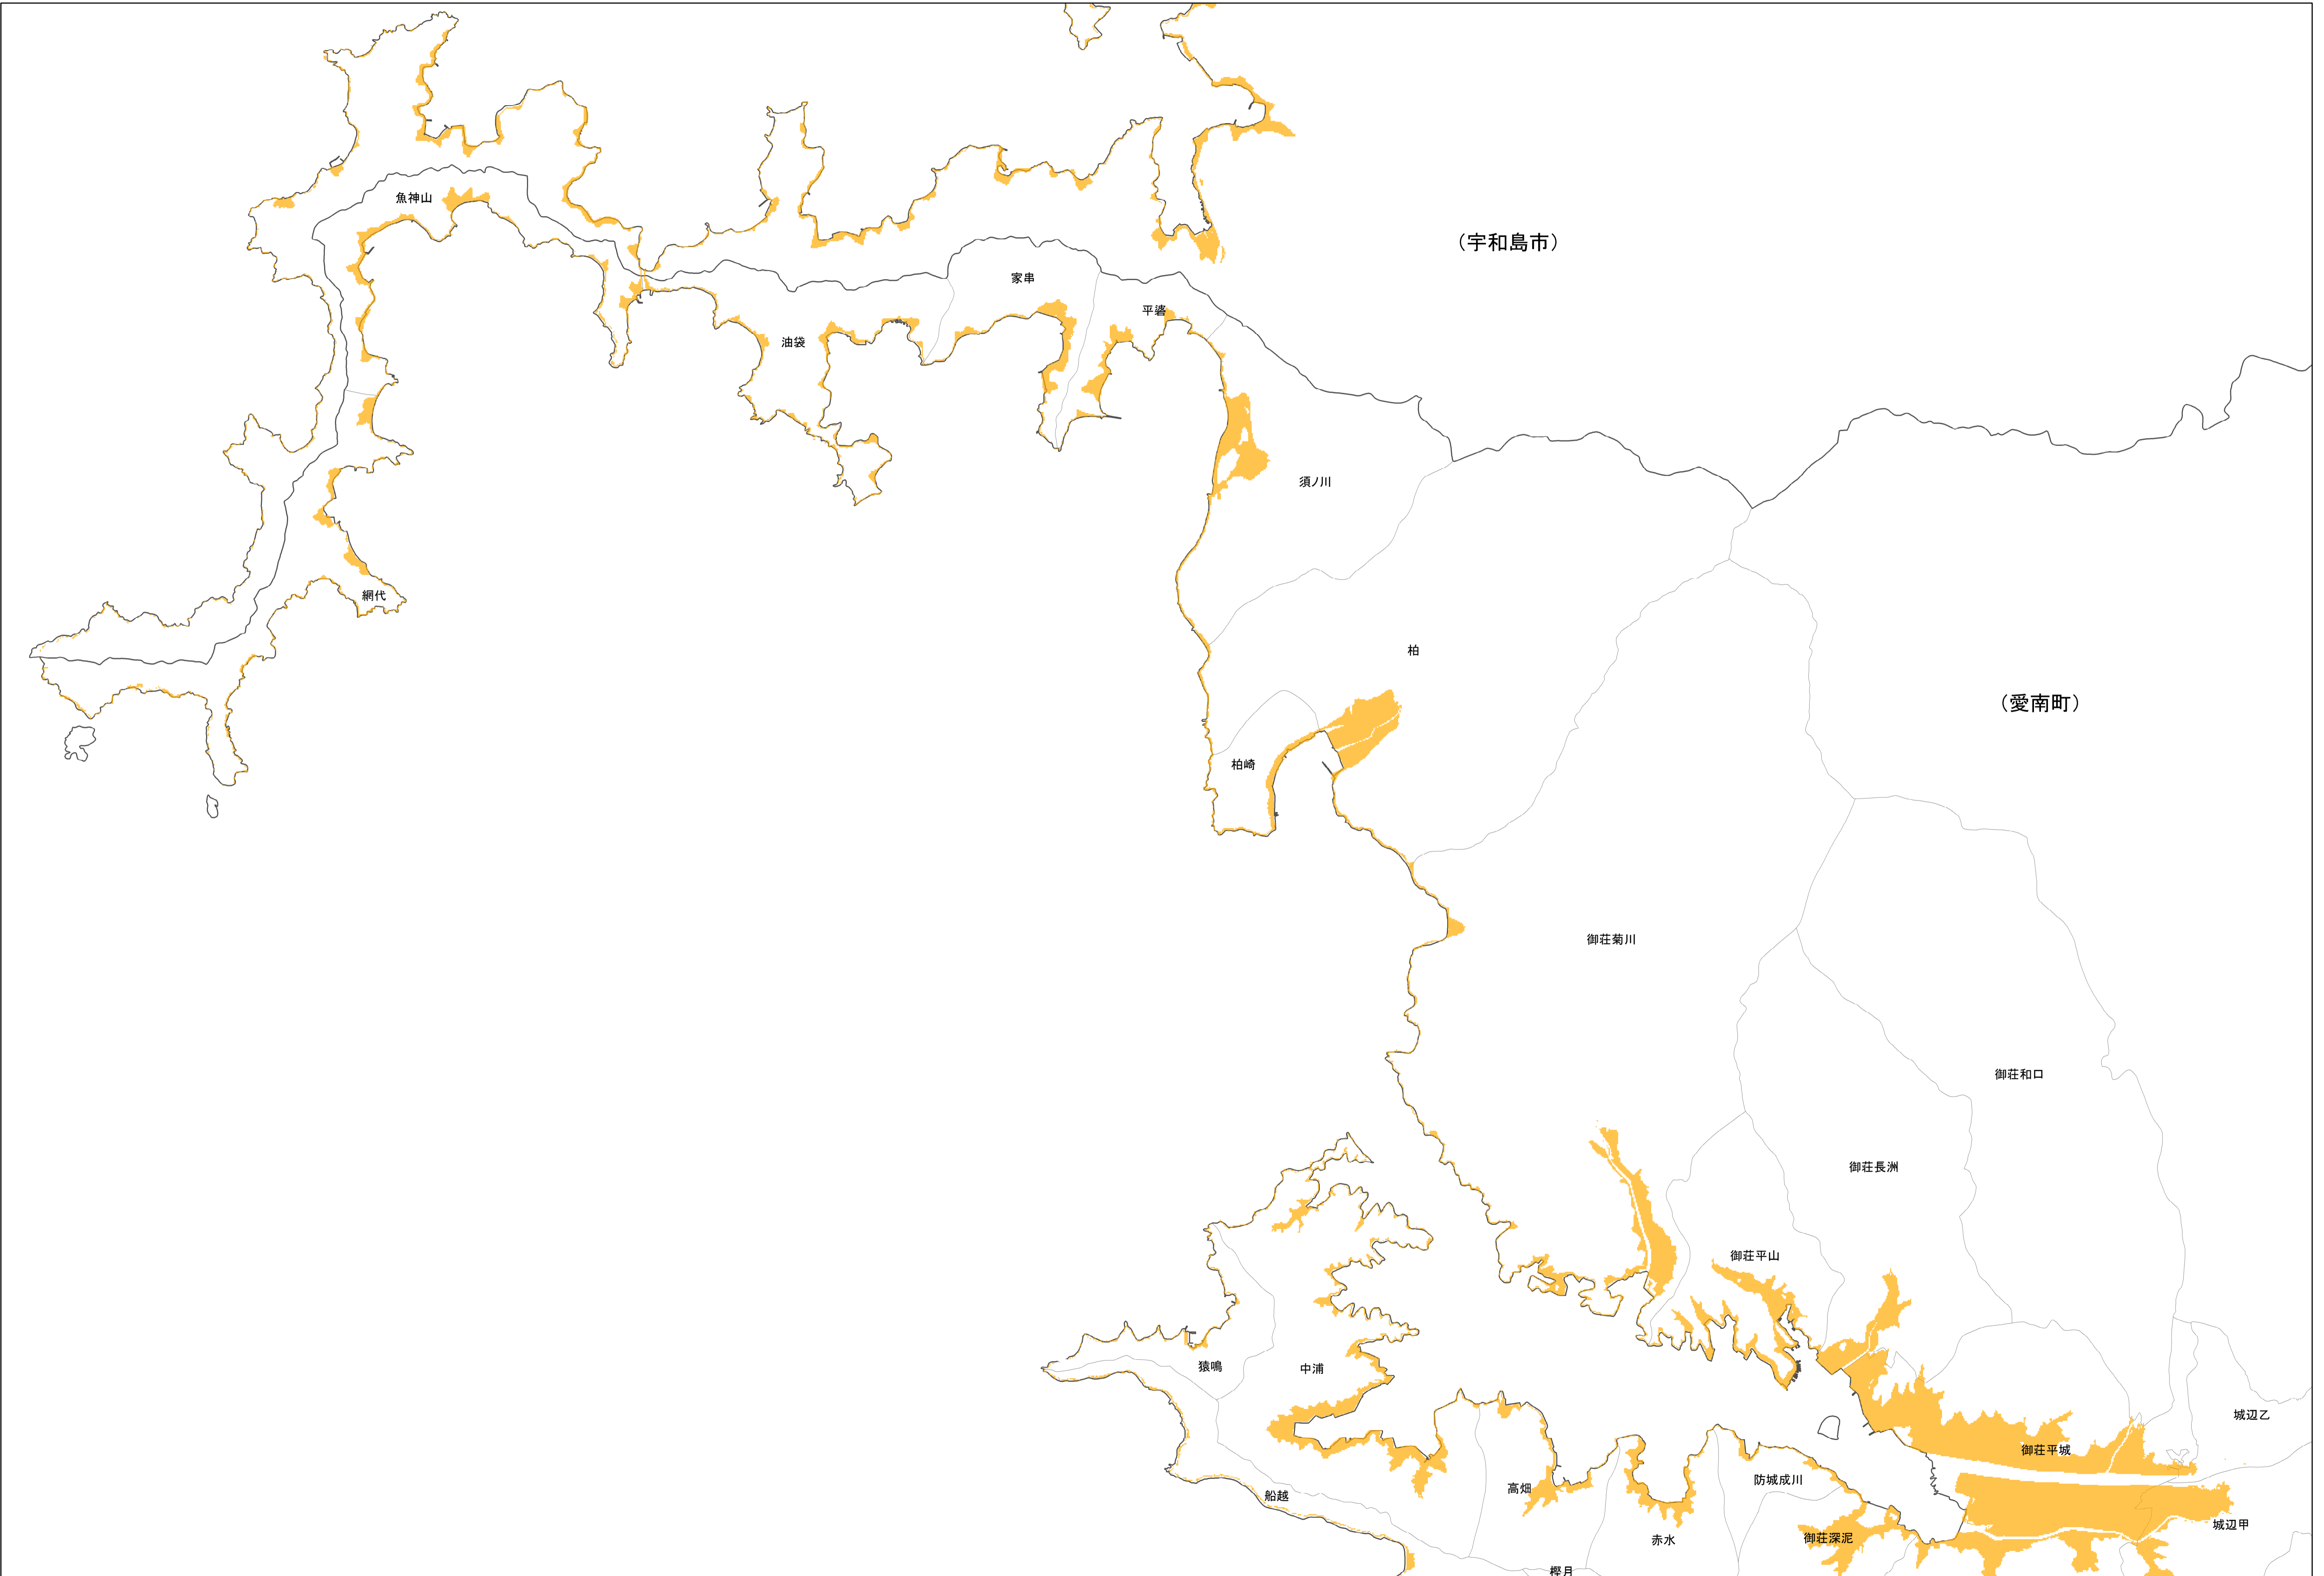 魚神山
（宇和島市）
家串
平碆
油袋
須ノ川
網代
柏
（愛南町）
柏崎
御荘菊川
御荘和口
御荘長洲
御荘平山
猿鳴
中浦
城辺乙
御荘平城
防城成川
高畑
船越
城辺甲
御荘深泥
赤水
樫月